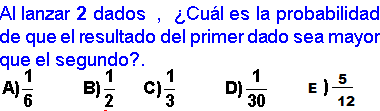 Al lanzar 2 dados , ¿Cuál es la probabilidad
de que el resultado del primer dado sea mayor
que el segundo?.
A) 1/6 B) 1/2 C) 1/3 D) 1/30 E ) 5/12